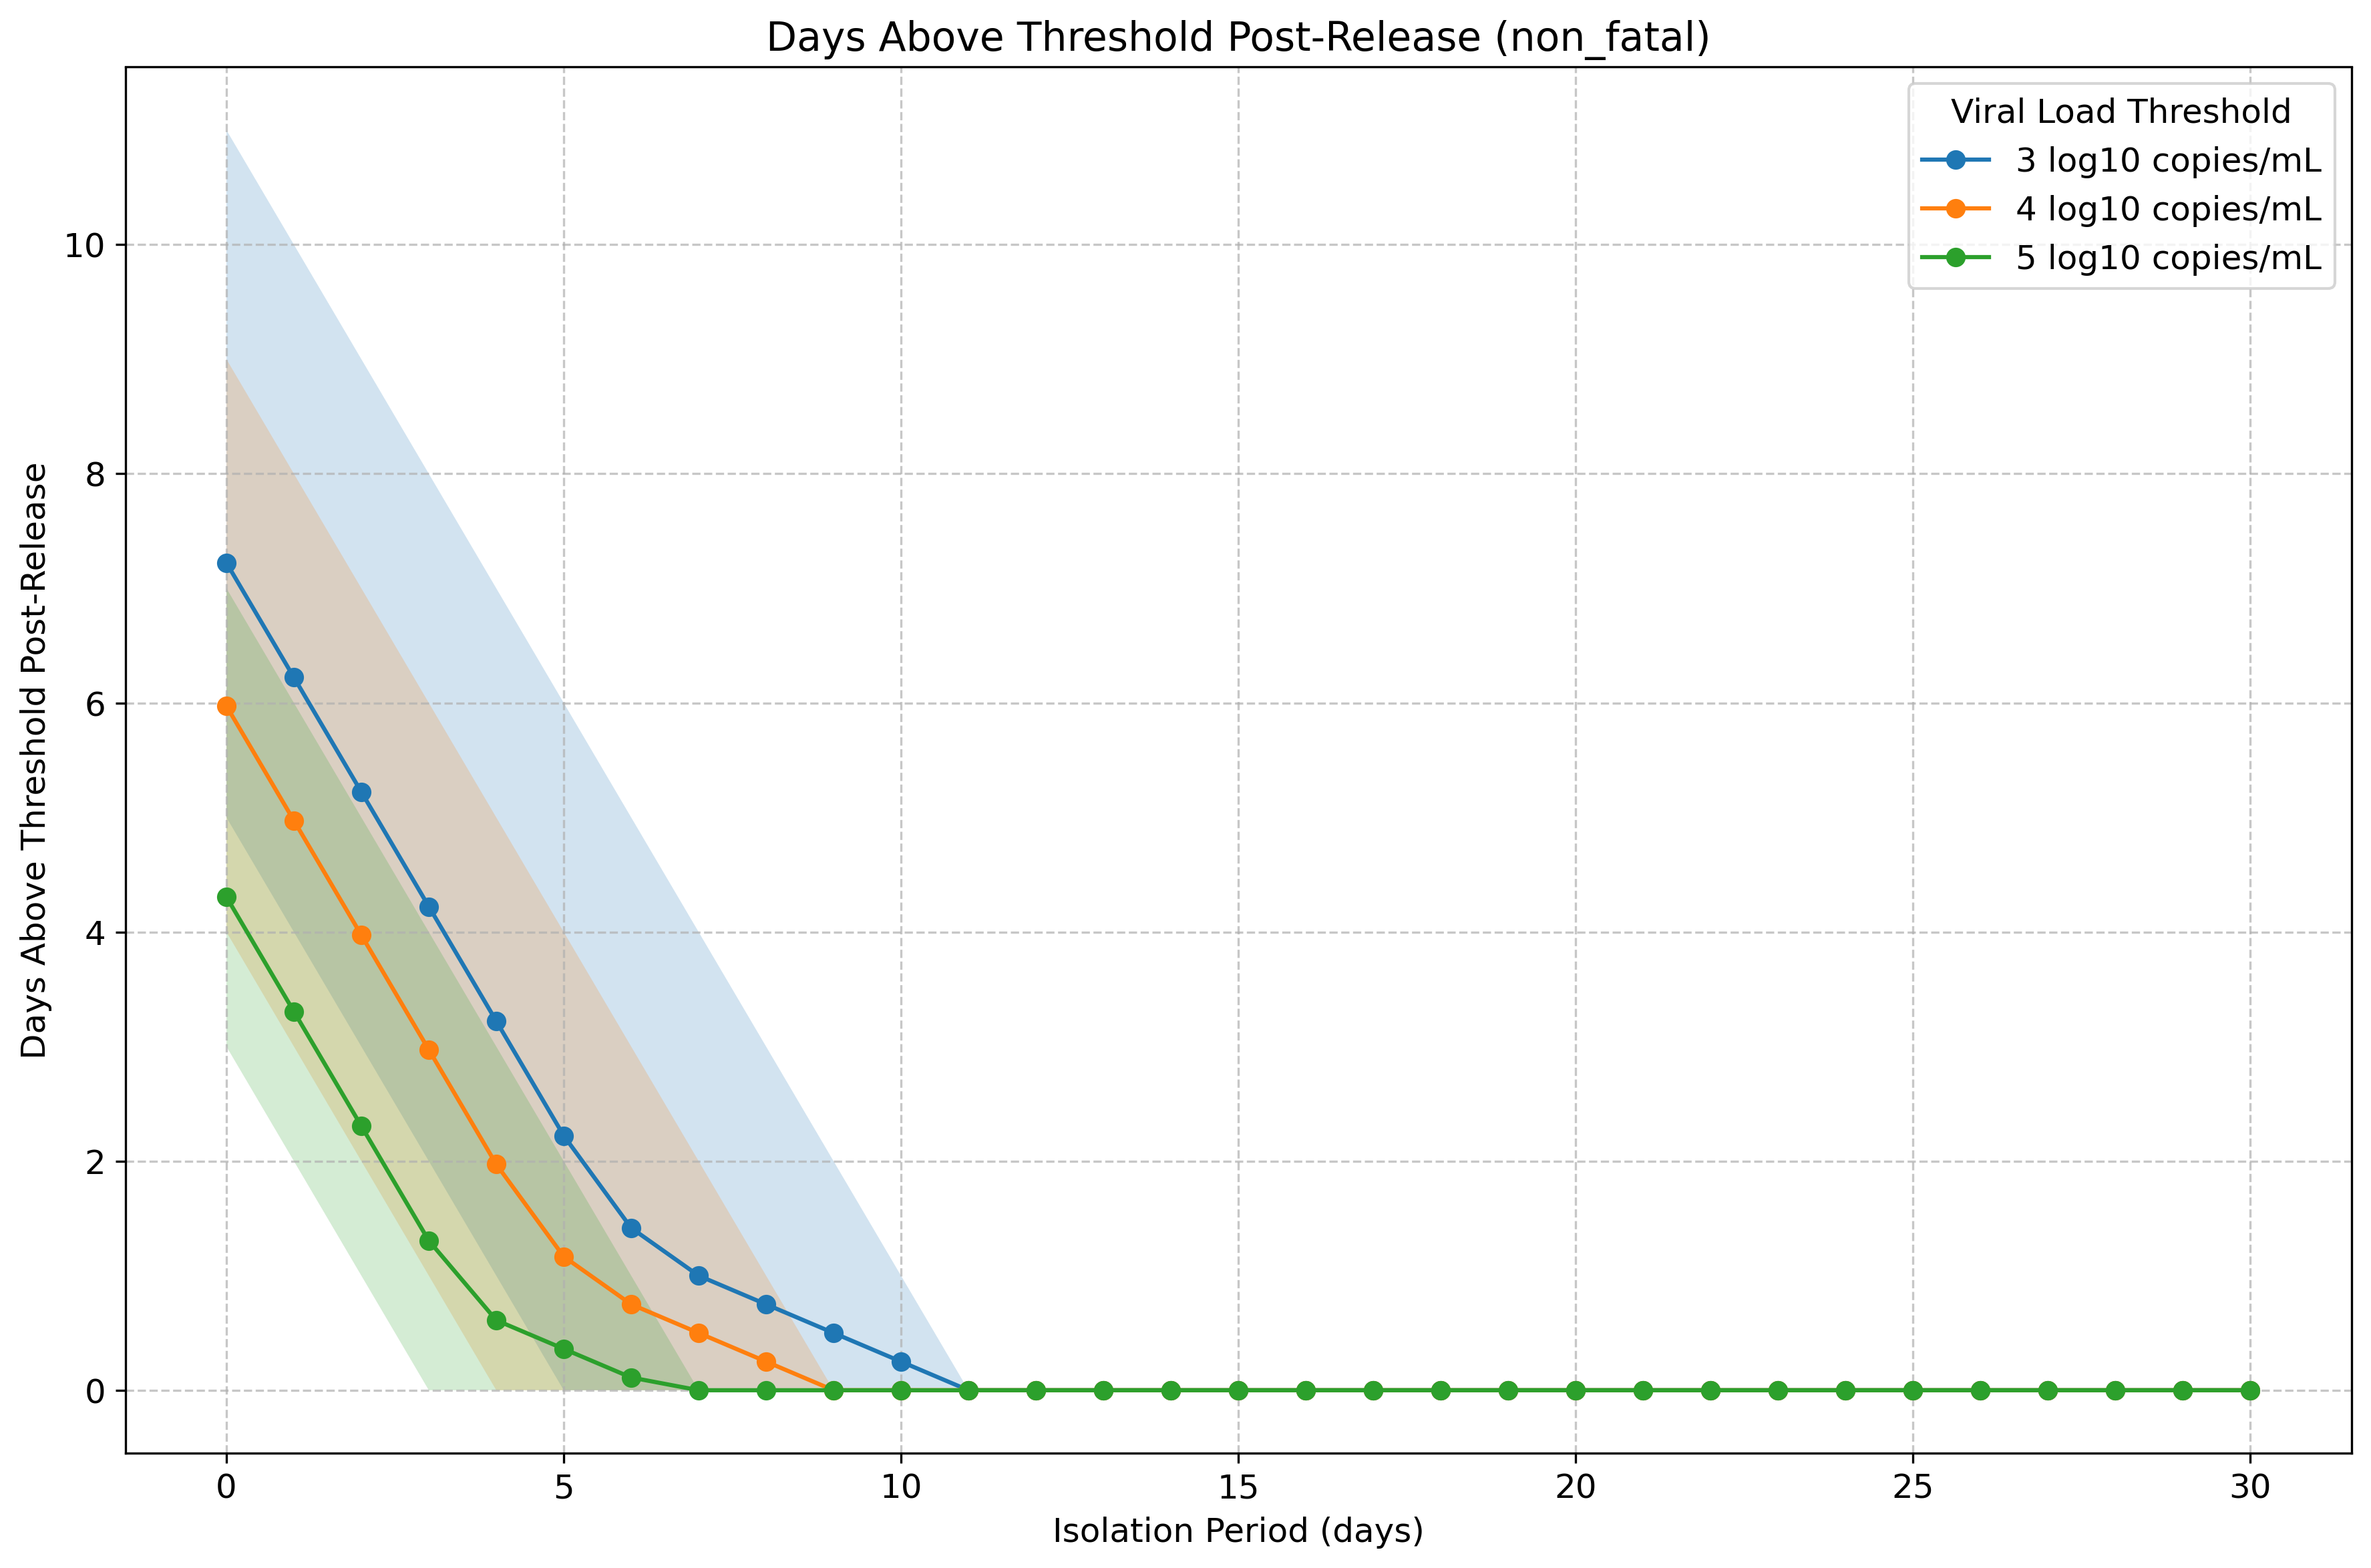 Days Above Threshold Post-Release (non_fatal)
Viral Load Threshold
3 log10 copies/mL
4 log10 copies/mL
5 log10 copies/mL
Days Above Threshold Post-Release
10
8
6
4
2
0
0 5 10 15 20 25 30
Isolation Period (days)